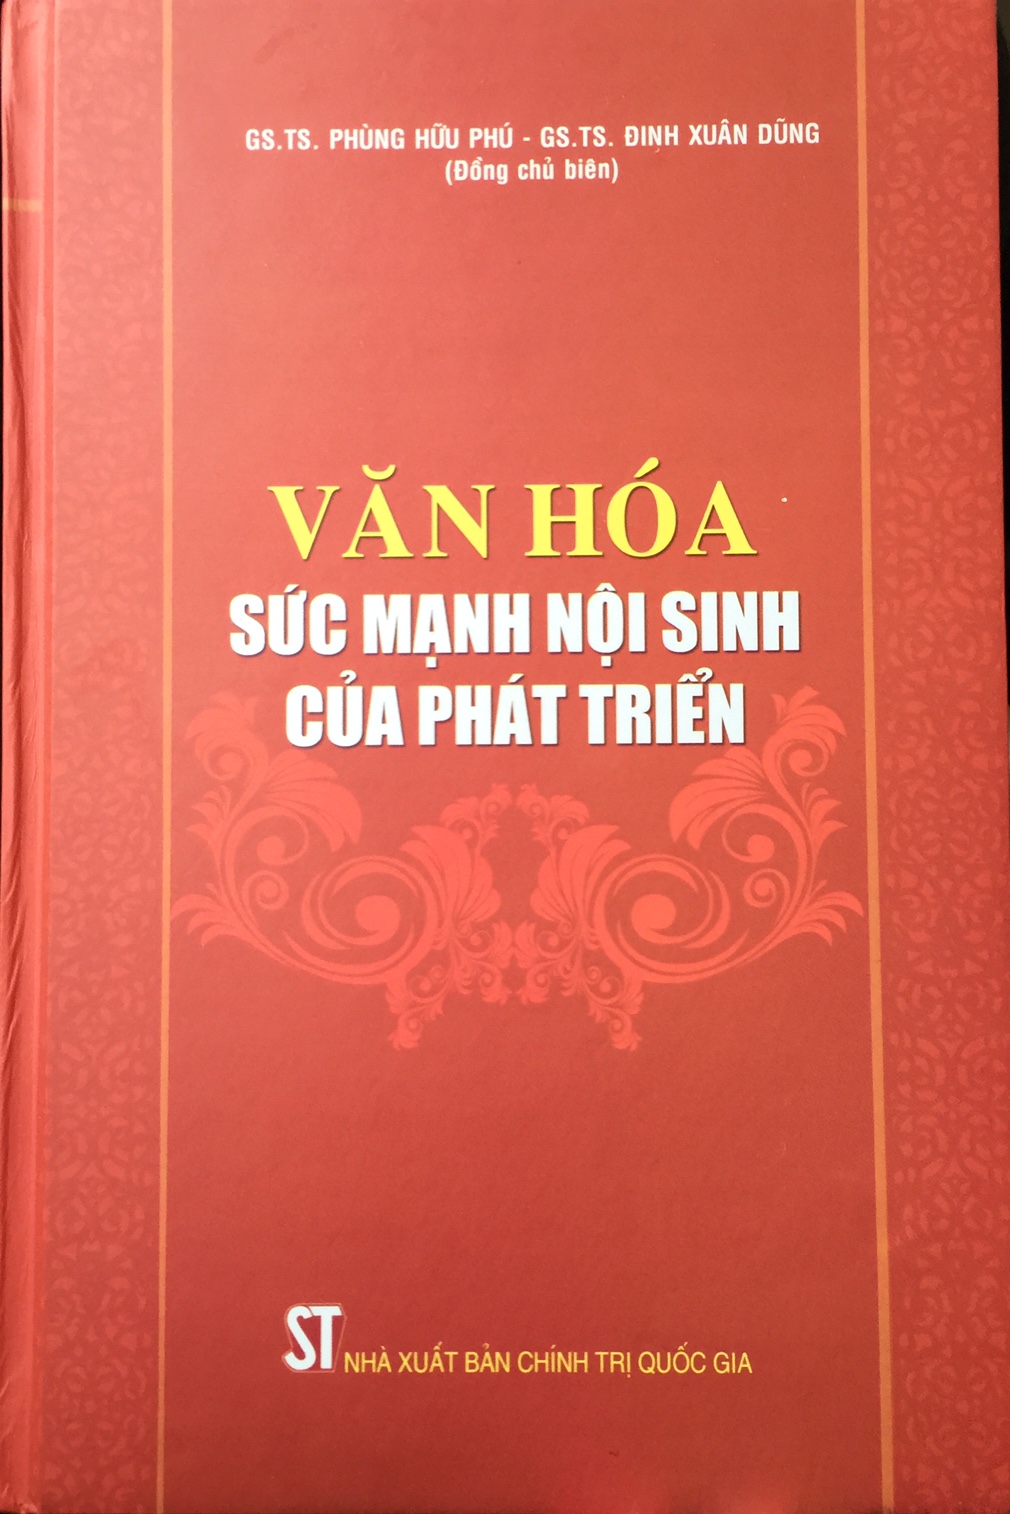 GS.TS. PHÙNG HỮU PHÚ - GS.TS. ĐINH XUÂN DŨNG
(Đồng chủ biên)
VĂN HÓA
SỨC MẠNH NỘI SINH
CỦA PHÁT TRIỂN
ST NHÀ XUẤT BẢN CHÍNH TRỊ QUỐC GIA